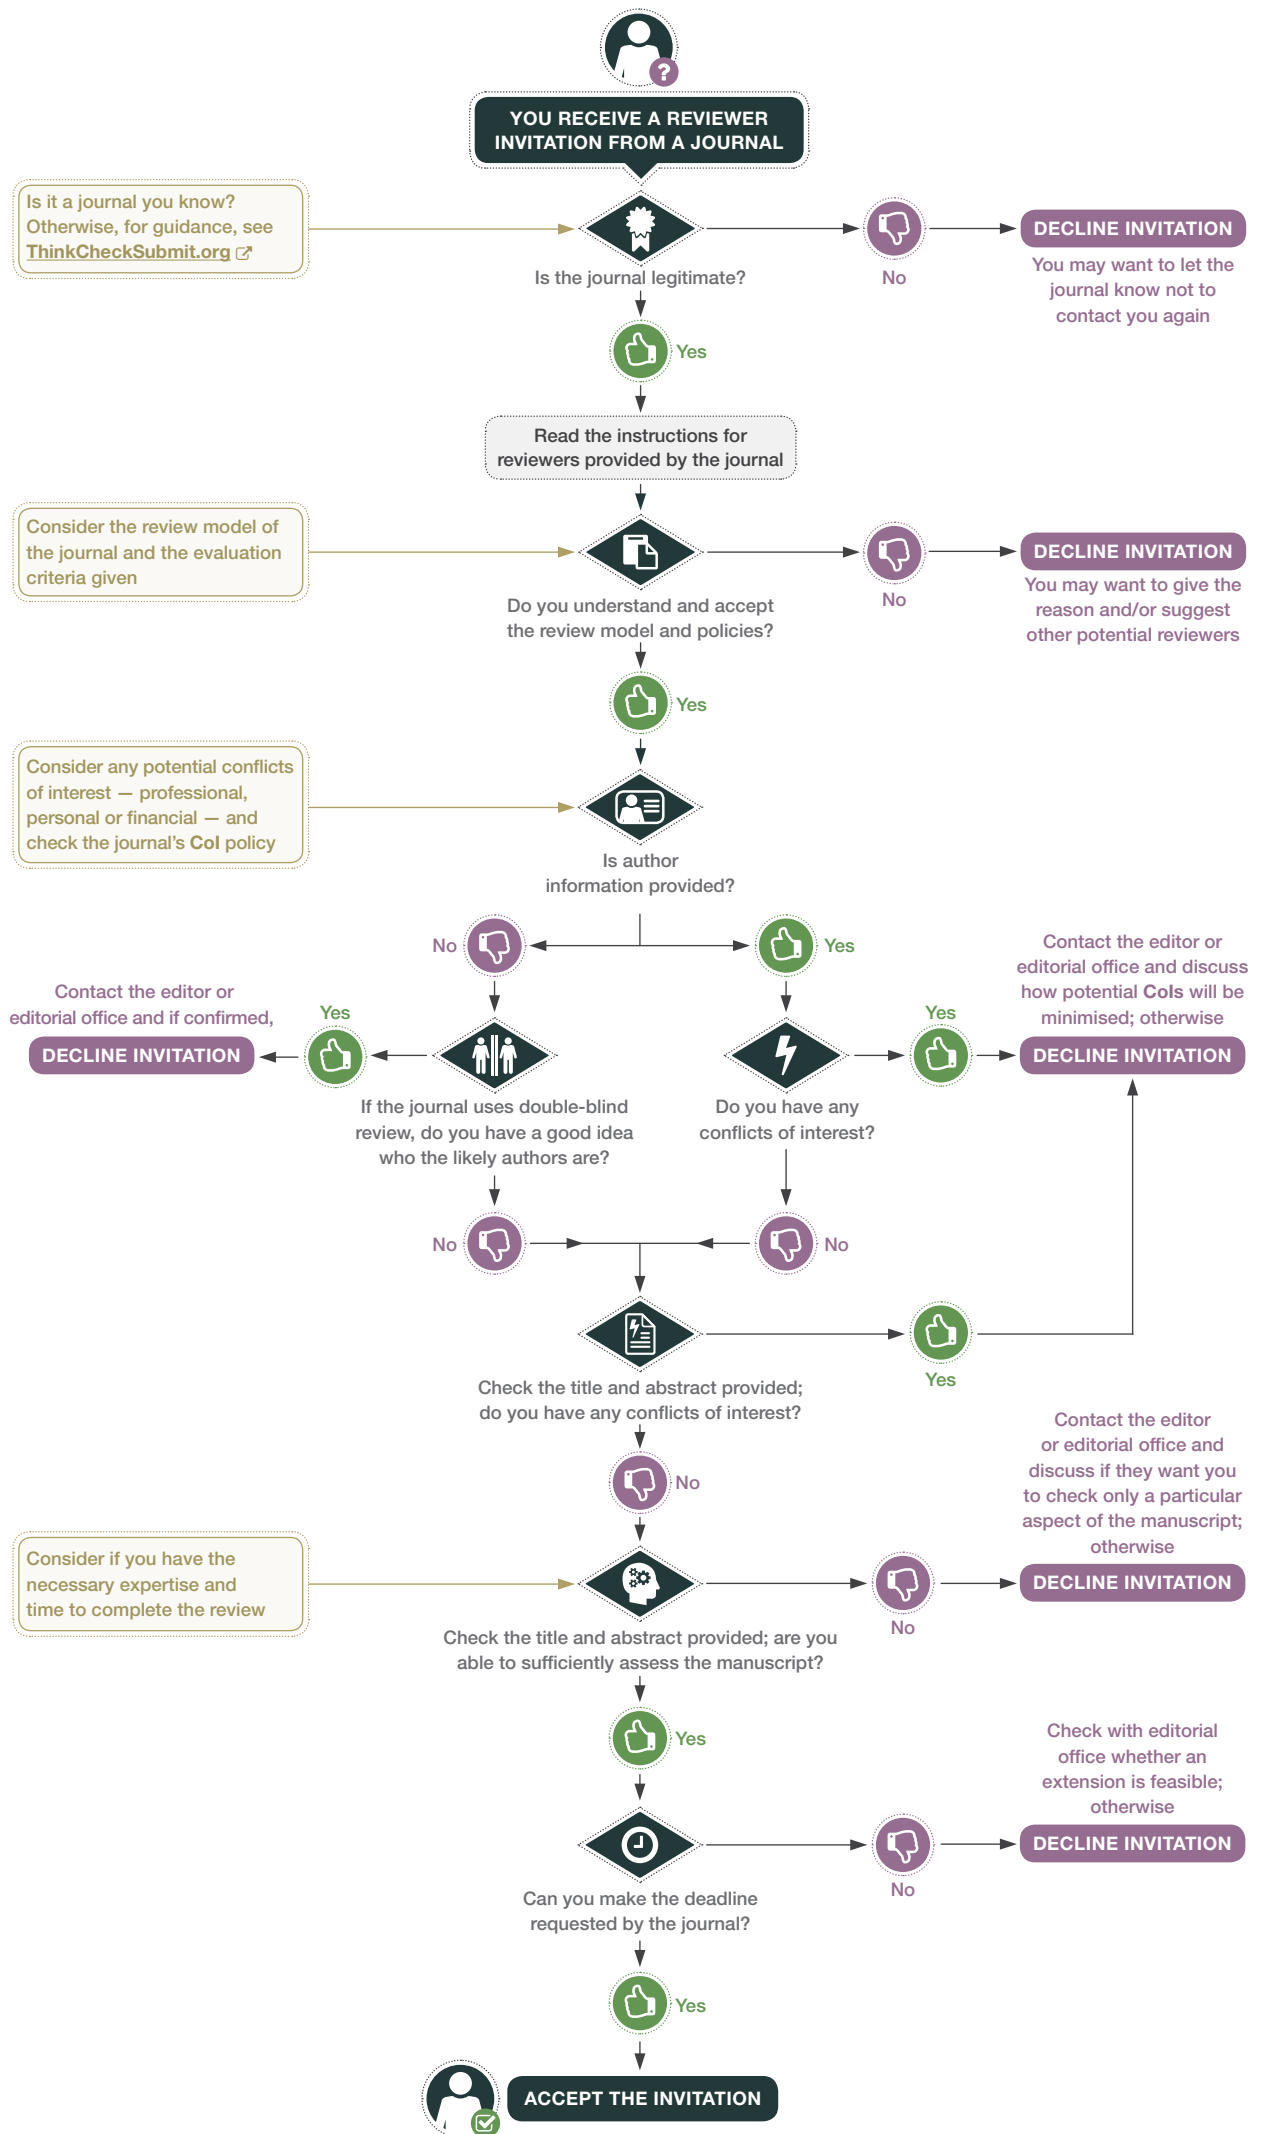 ?
YOU RECEIVE A REVIEWER
INVITATION FROM A JOURNAL
Is it a journal you know?
Otherwise, for guidance, see
ThinkCheckSubmit.org
Is the journal legitimate?
No
DECLINE INVITATION
You may want to let the
journal know not to
contact you again
Yes
Read the instructions for
reviewers provided by the journal
Consider the review model of
the journal and the evaluation
criteria given
Do you understand and accept
the review model and policies?
No
DECLINE INVITATION
You may want to give the
reason and/or suggest
other potential reviewers
Yes
Consider any potential conflicts
of interest — professional,
personal or financial — and
check the journal's CoI policy
Is author
information provided?
No
Yes
Contact the editor or
editorial office and if confirmed,
DECLINE INVITATION
Yes
If the journal uses double-blind
review, do you have a good idea
who the likely authors are?
Do you have any
conflicts of interest?
Yes
Contact the editor or
editorial office and discuss
how potential CoIs will be
minimised; otherwise
DECLINE INVITATION
No
No
Check the title and abstract provided;
do you have any conflicts of interest?
Yes
No
Consider if you have the
necessary expertise and
time to complete the review
Check the title and abstract provided; are you
able to sufficiently assess the manuscript?
No
Contact the editor
or editorial office and
discuss if they want you
to check only a particular
aspect of the manuscript;
otherwise
DECLINE INVITATION
Yes
Can you make the deadline
requested by the journal?
No
Check with editorial
office whether an
extension is feasible;
otherwise
DECLINE INVITATION
Yes
ACCEPT THE INVITATION